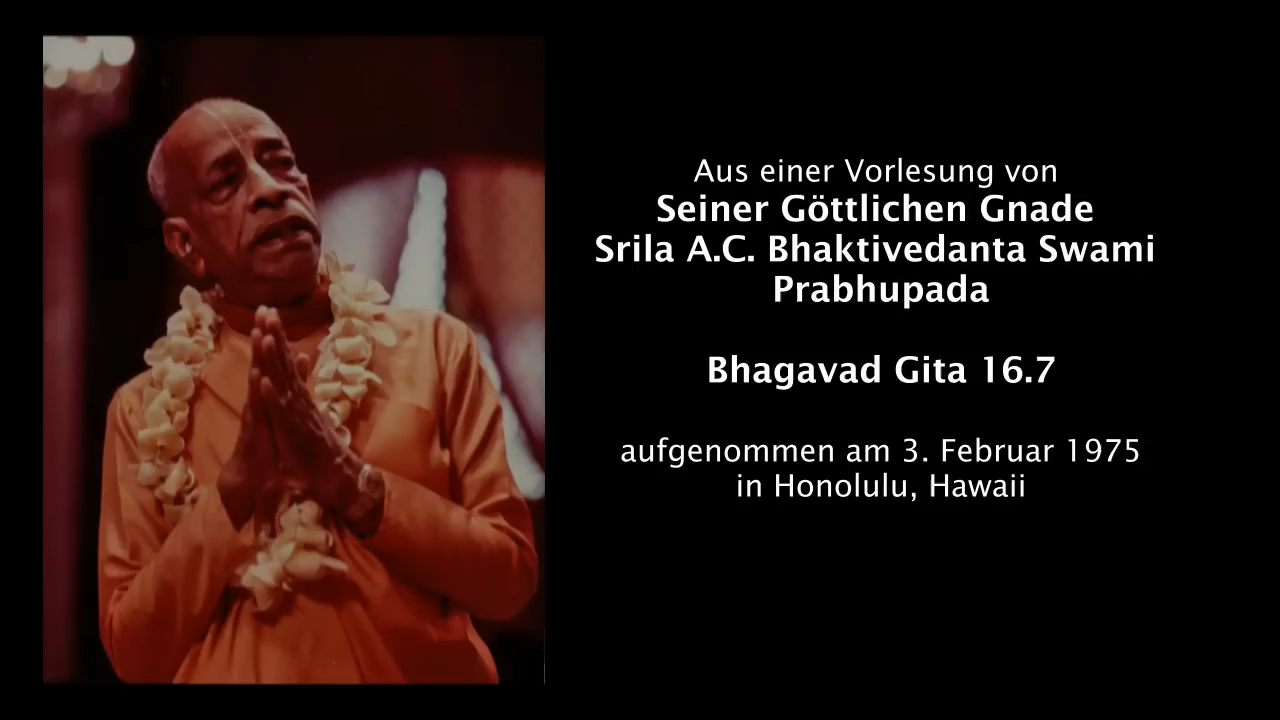 Aus einer Vorlesung von
Seiner Göttlichen Gnade
Srila A.C. Bhaktivedanta Swami
Prabhupada
Bhagavad Gita 16.7
aufgenommen am 3. Februar 1975
in Honolulu, Hawaii